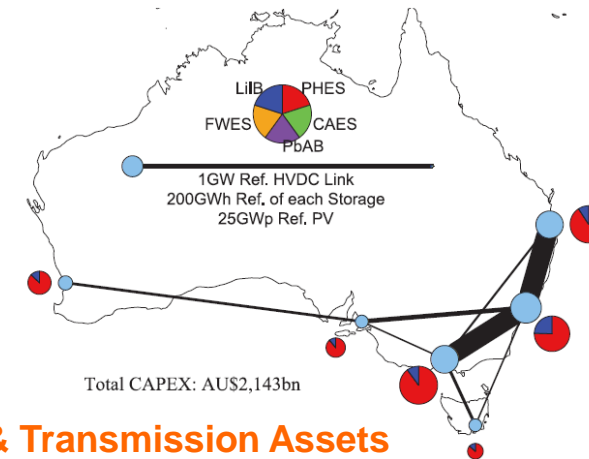 LiIB PHES
FWES CAES
PbAB
1GW Ref. HVDC Link
200GWh Ref. of each Storage
25GWp Ref. PV
Total CAPEX: AU$2,143bn
& Transmission Assets